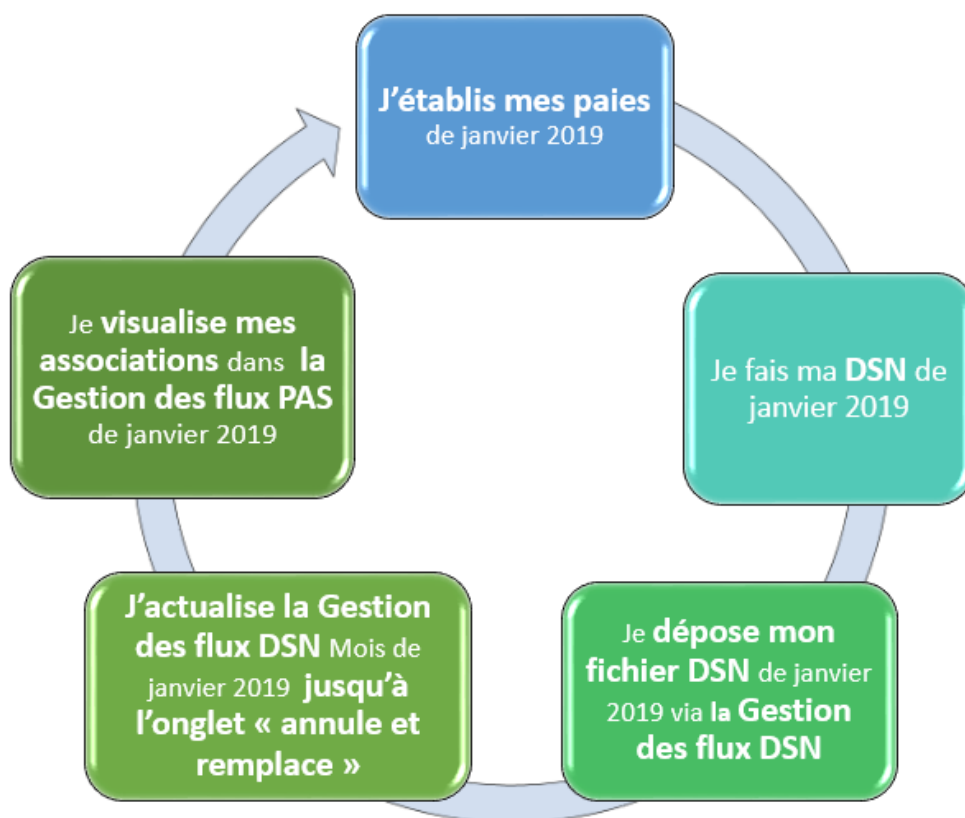 J’établis mes paies
de janvier 2019
Je fais ma DSN de
janvier 2019
Je dépose mon
fichier DSN de janvier
2019 via la Gestion
des flux DSN
J’actualise la Gestion
des flux DSN Mois de
janvier 2019 jusqu’à
l’onglet « annule et
remplace »
Je visualise mes
associations dans la
Gestion des flux PAS
de janvier 2019